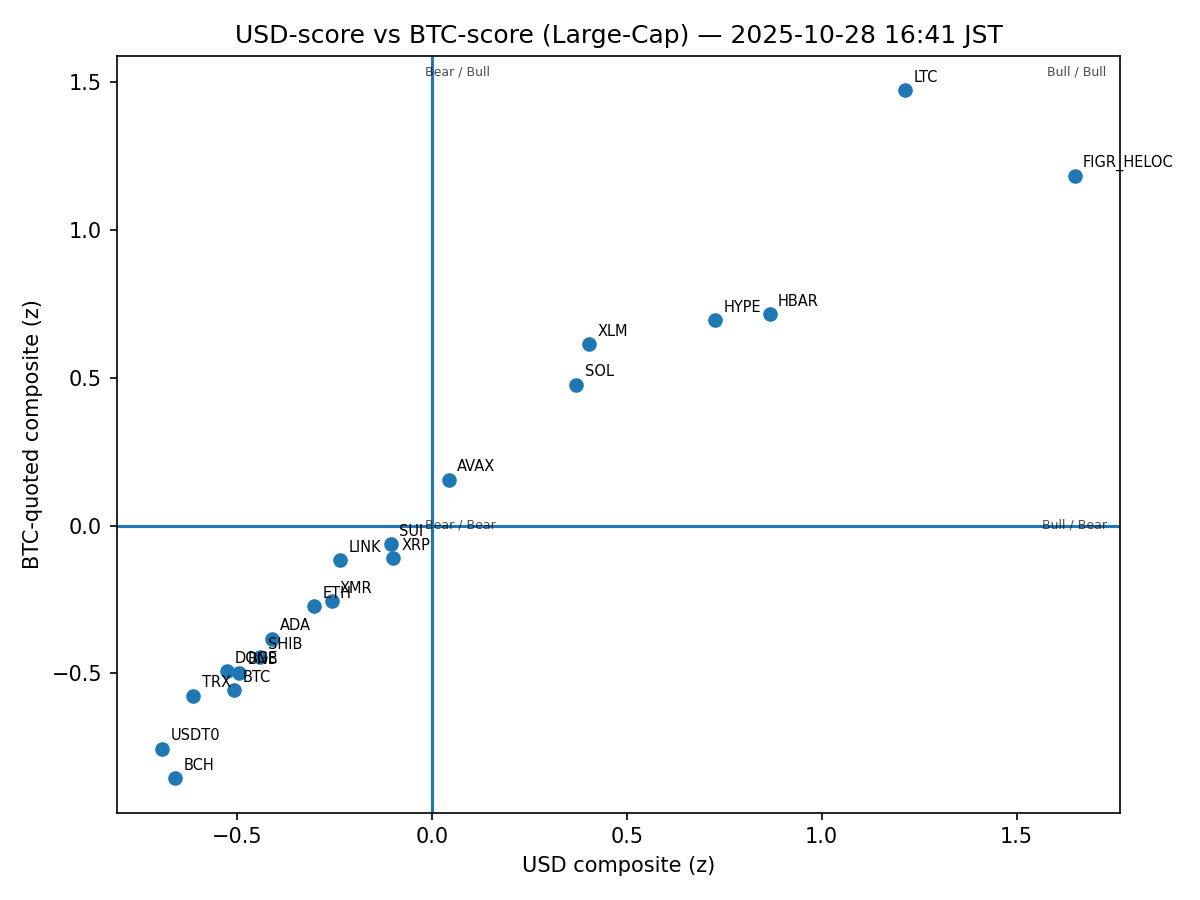 USD-score vs BTC-score (Large-Cap) — 2025-10-28 16:41 JST
Bear / Bull
Bull / Bull
LTC
FIGR_HELOC
HBAR
HYPE
XLM
SOL
AVAX
SUI
Bear / Bear
Bull / Bear
XRP
LINK
XMR
ETH
ADA
SHIB
DOGE
BNB
BTC
TRX
USDT0
BCH
1.5
1.0
0.5
0.0
−0.5
−0.5
0.0
0.5
1.0
1.5
BTC-quoted composite (z)
USD composite (z)